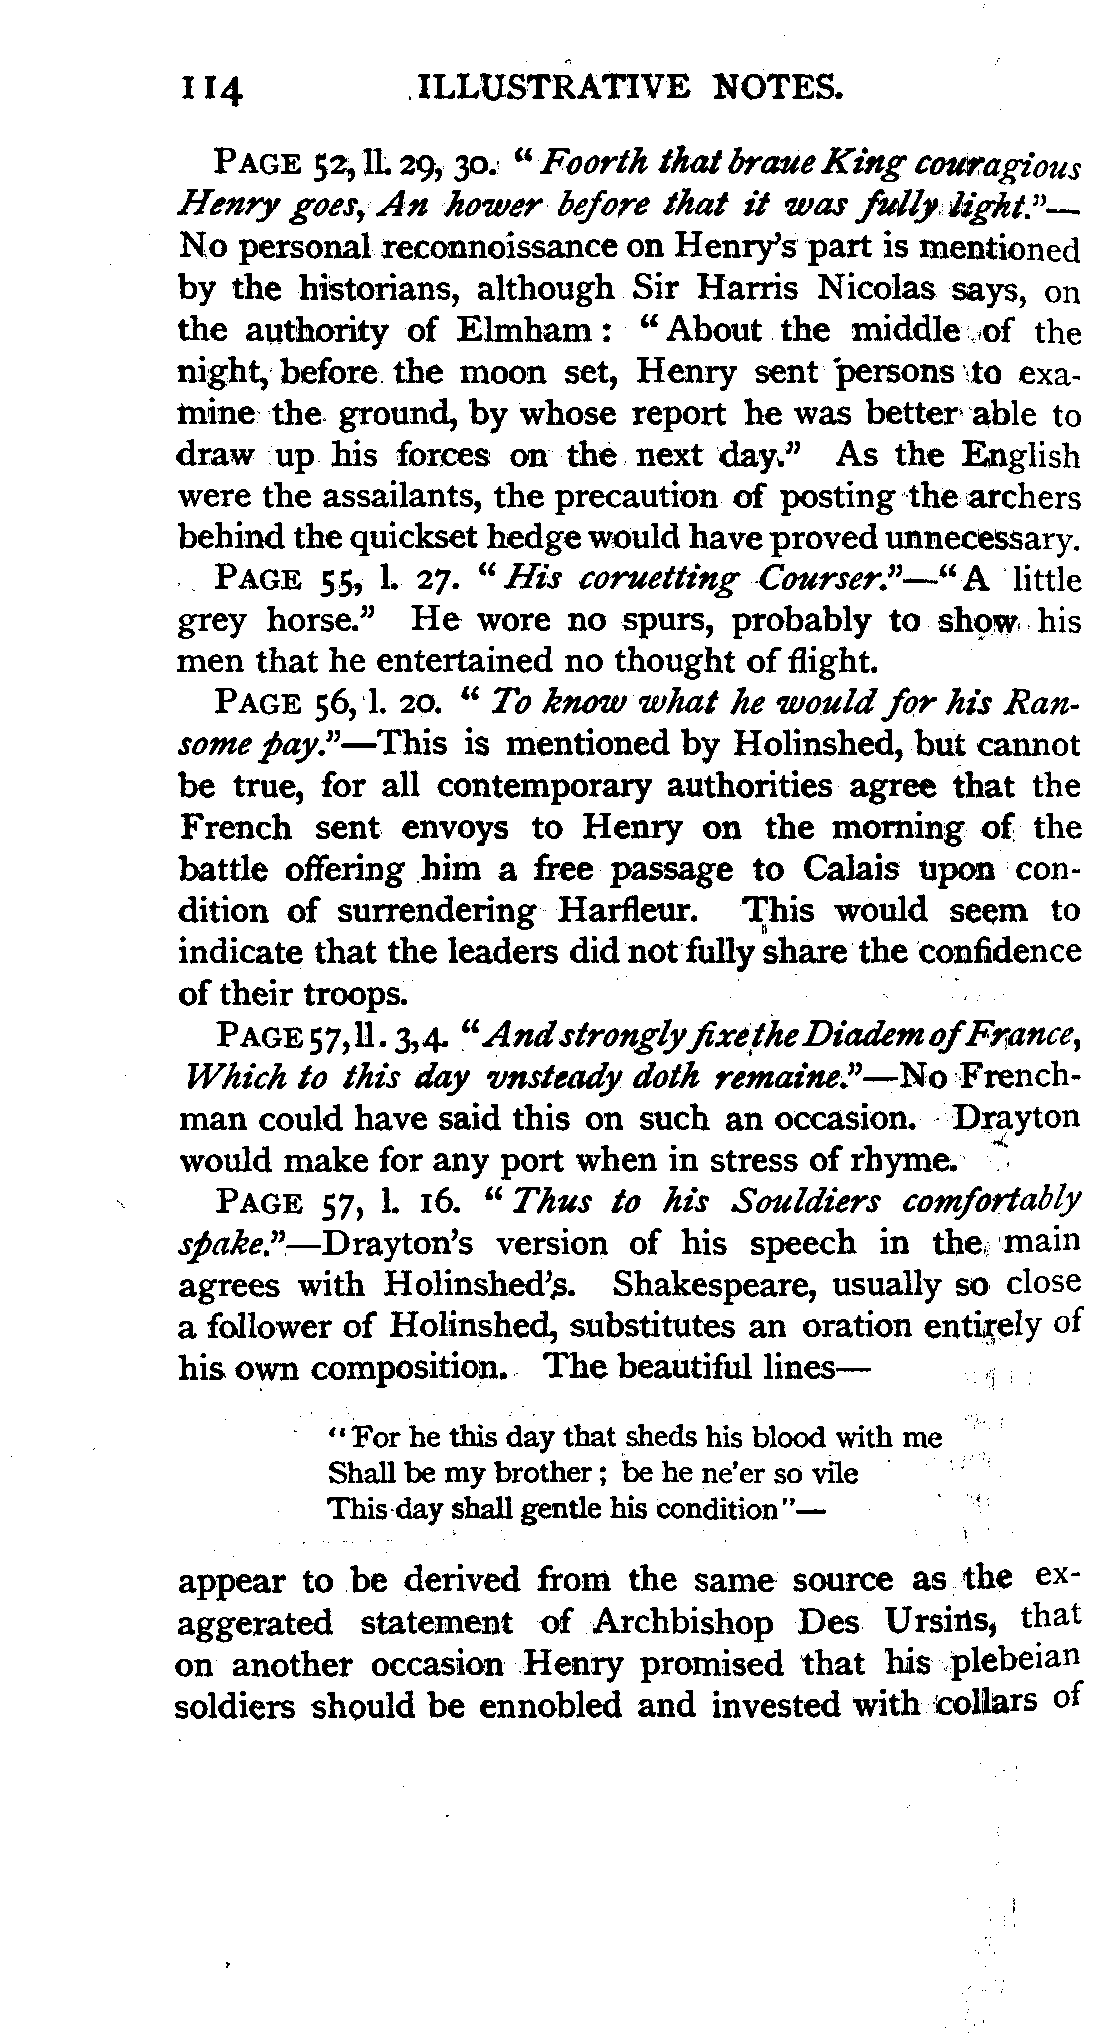 114 ILLUSTRATIVE NOTES.
PAGE 52, ll. 29, 30. “Foorth that braue King couragious
Henry goes, An hower before that it was fully light.”—
No personal reconnoissance on Henry’s part is mentioned
by the historians, although Sir Harris Nicolas says, on
the authority of Elmham: “About the middle of the
night, before the moon set, Henry sent persons to exa-
mine the ground, by whose report he was better able to
draw up his forces on the next day.” As the English
were the assailants, the precaution of posting the archers
behind the quickset hedge would have proved unnecessary.
PAGE 55, l. 27. “His coruetting Courser.”—“A little
grey horse.” He wore no spurs, probably to show his
men that he entertained no thought of flight.
PAGE 56, l. 20. “To know what he would for his Ran-
some pay.”—This is mentioned by Holinshed, but cannot
be true, for all contemporary authorities agree that the
French sent envoys to Henry on the morning of the
battle offering him a free passage to Calais upon con-
dition of surrendering Harfleur. This would seem to
indicate that the leaders did not fully share the confidence
of their troops.
PAGE 57, ll. 3, 4. “And strongly fixe the Diadem of France,
Which to this day vnsteady doth remaine.”—No French-
man could have said this on such an occasion. Drayton
would make for any port when in stress of rhyme.
PAGE 57, l. 16. “Thus to his Souldiers comfortably
spake.”—Drayton’s version of his speech in the main
agrees with Holinshed’s. Shakespeare, usually so close
a follower of Holinshed, substitutes an oration entirely of
his own composition. The beautiful lines—
“For he this day that sheds his blood with me
Shall be my brother; be he ne’er so vile
This day shall gentle his condition”—
appear to be derived from the same source as the ex-
aggerated statement of Archbishop Des Ursins, that
on another occasion Henry promised that his plebeian
soldiers should be ennobled and invested with collars of